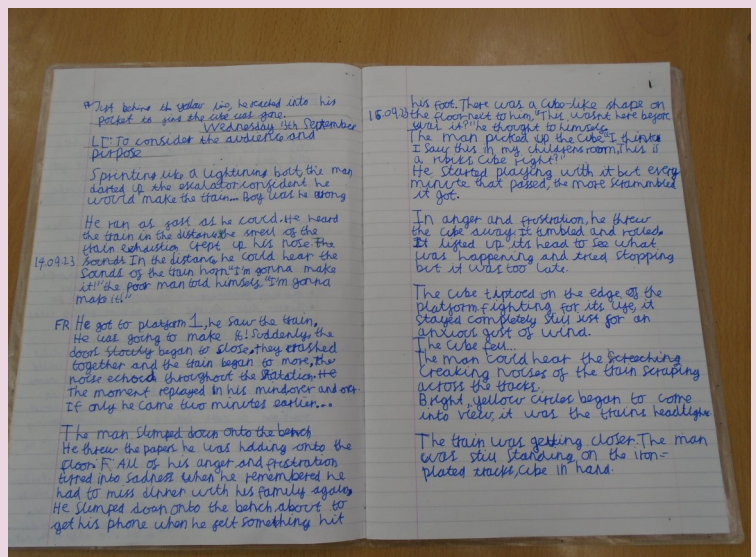 * Just behind the yellow line, he reached into his
pocket to find the cube was gone.
Wednesday 14th September
LI: To consider the audience and
purpose
Sprinting like a lightining bolt, the man
darted up the escalator confident he
would make the train... Boy was he wrong
He ran as fast as he could. He heard
the train in the distance, the smell of the
train exhaustion crept up his nose. The
14.09.23 sounds In the distance, he could hear the
sounds of the train horn "I'm gonna make
it!" the poor man told himself. "I'm gonna
make it!"
FR He got to platform 1, he saw the train.
He was going to make it! Suddenly, the
doors slowly began to close, they crashed
together and the train began to move, the
noise echoed throughout the station. He
The moment replayed in his mind over and over.
If only he came two minutes earlier...
The man slumped down onto the bench
He threw the papers he was holding onto the
floor. F All of his anger and frustration
turned into sadness when he remembered he
had to miss dinner with his family again.
He slumped down onto the bench, about to
get his phone when he felt something hit
1
his foot. There was a cube-like shape on
15.09.23 the floor next to him. "This wasnt here before
was it?" he thought to himself.
The man picked up the cube "I think
I saw this in my childrens room. This is
a rubiks cube right?"
He started playing with it but every
minute that passed, the more scrambled
it got.
In anger and frustration, he threw
the cube away. It tumbled and rolled.
It lifted up its head to see what
was happening and tried stopping
but it was too late.
The cube tiptoed on the edge of the
platform fighting for its life, it
stayed completely still just for an
anxious gust of wind.
The cube fell...
The man could hear the screeching
creaking noises of the train scraping
across the tracks.
Bright, yellow circles began to come
into view, it was the trains headlights.
The train was getting closer. The man
was still standing on the iron-
plated tracks, cube in hand.